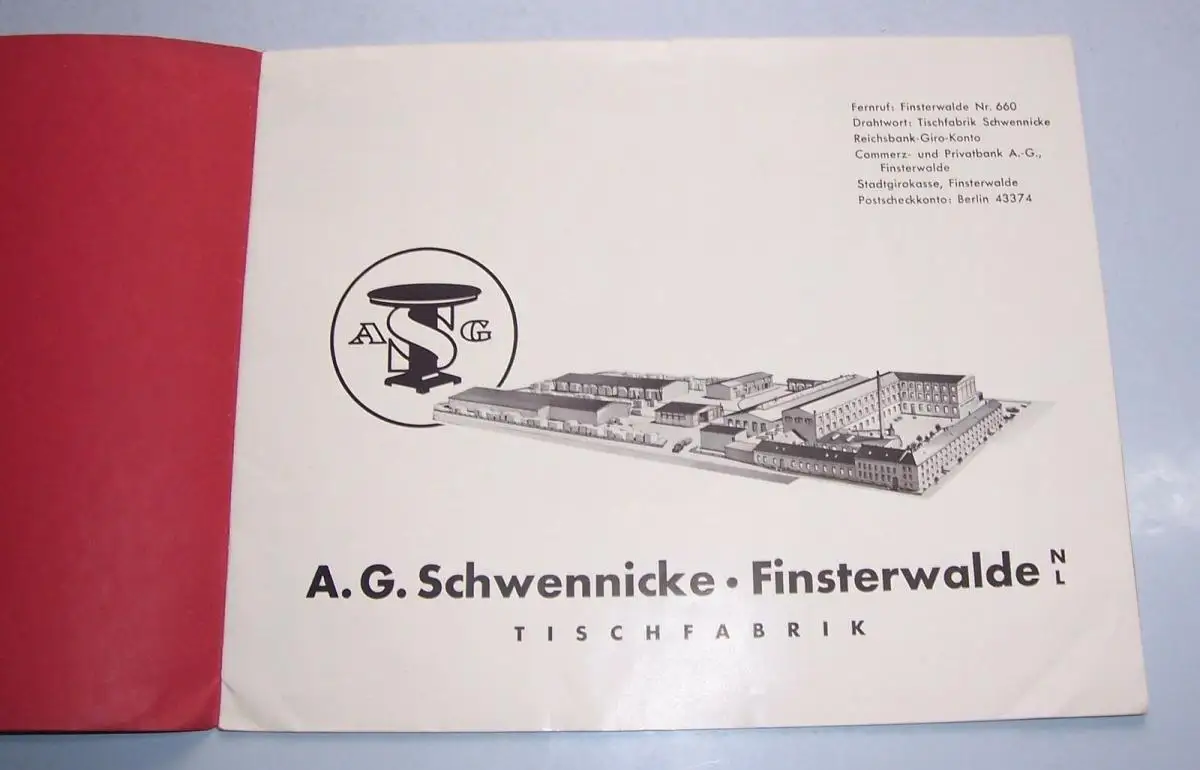 Fernruf: Finsterwalde Nr. 660
Drahtwort: Tischfabrik Schwennicke
Reichsbank-Giro-Konto
Commerz- und Privatbank A.-G.,
Finsterwalde
Stadtgirokasse, Finsterwalde
Postscheckkonto: Berlin 43374
A S G
A. G. Schwennicke • Finsterwalde N L
TISCHFABRIK